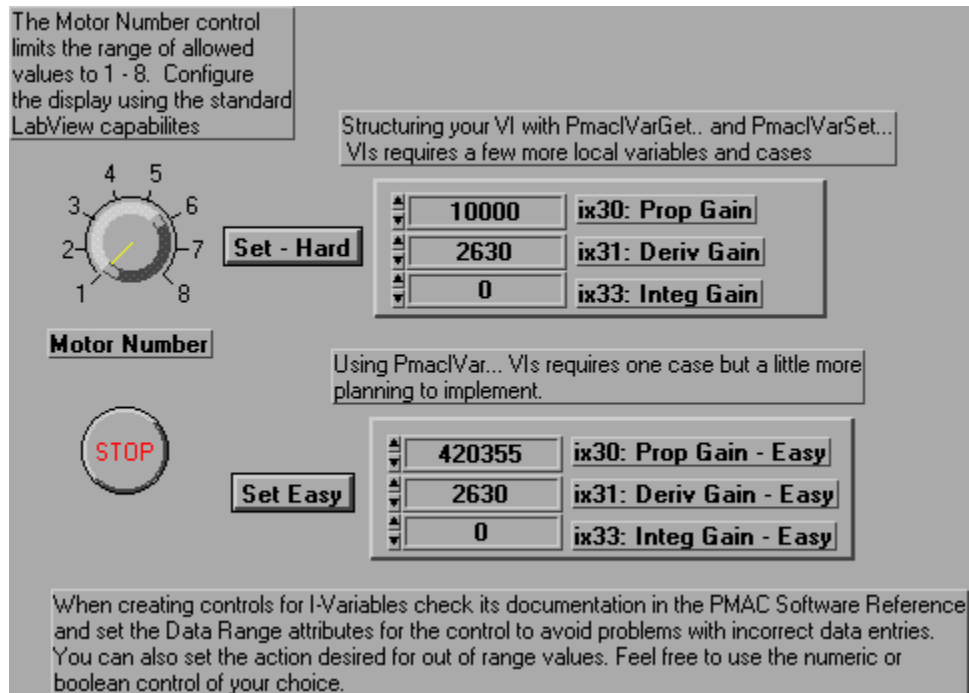 The Motor Number control
limits the range of allowed
values to 1 - 8. Configure
the display using the standard
LabView capabilites
Structuring your VI with PmacIVarGet.. and PmacIVarSet...
VIs requires a few more local variables and cases
4 5
3 6
2 7
1 8
Motor Number
Set - Hard
10000 ix30: Prop Gain
2630 ix31: Deriv Gain
0 ix33: Integ Gain
Using PmacIVar... VIs requires one case but a little more
planning to implement.
STOP
Set Easy
420355 ix30: Prop Gain - Easy
2630 ix31: Deriv Gain - Easy
0 ix33: Integ Gain - Easy
When creating controls for I-Variables check its documentation in the PMAC Software Reference
and set the Data Range attributes for the control to avoid problems with incorrect data entries.
You can also set the action desired for out of range values. Feel free to use the numeric or
boolean control of your choice.